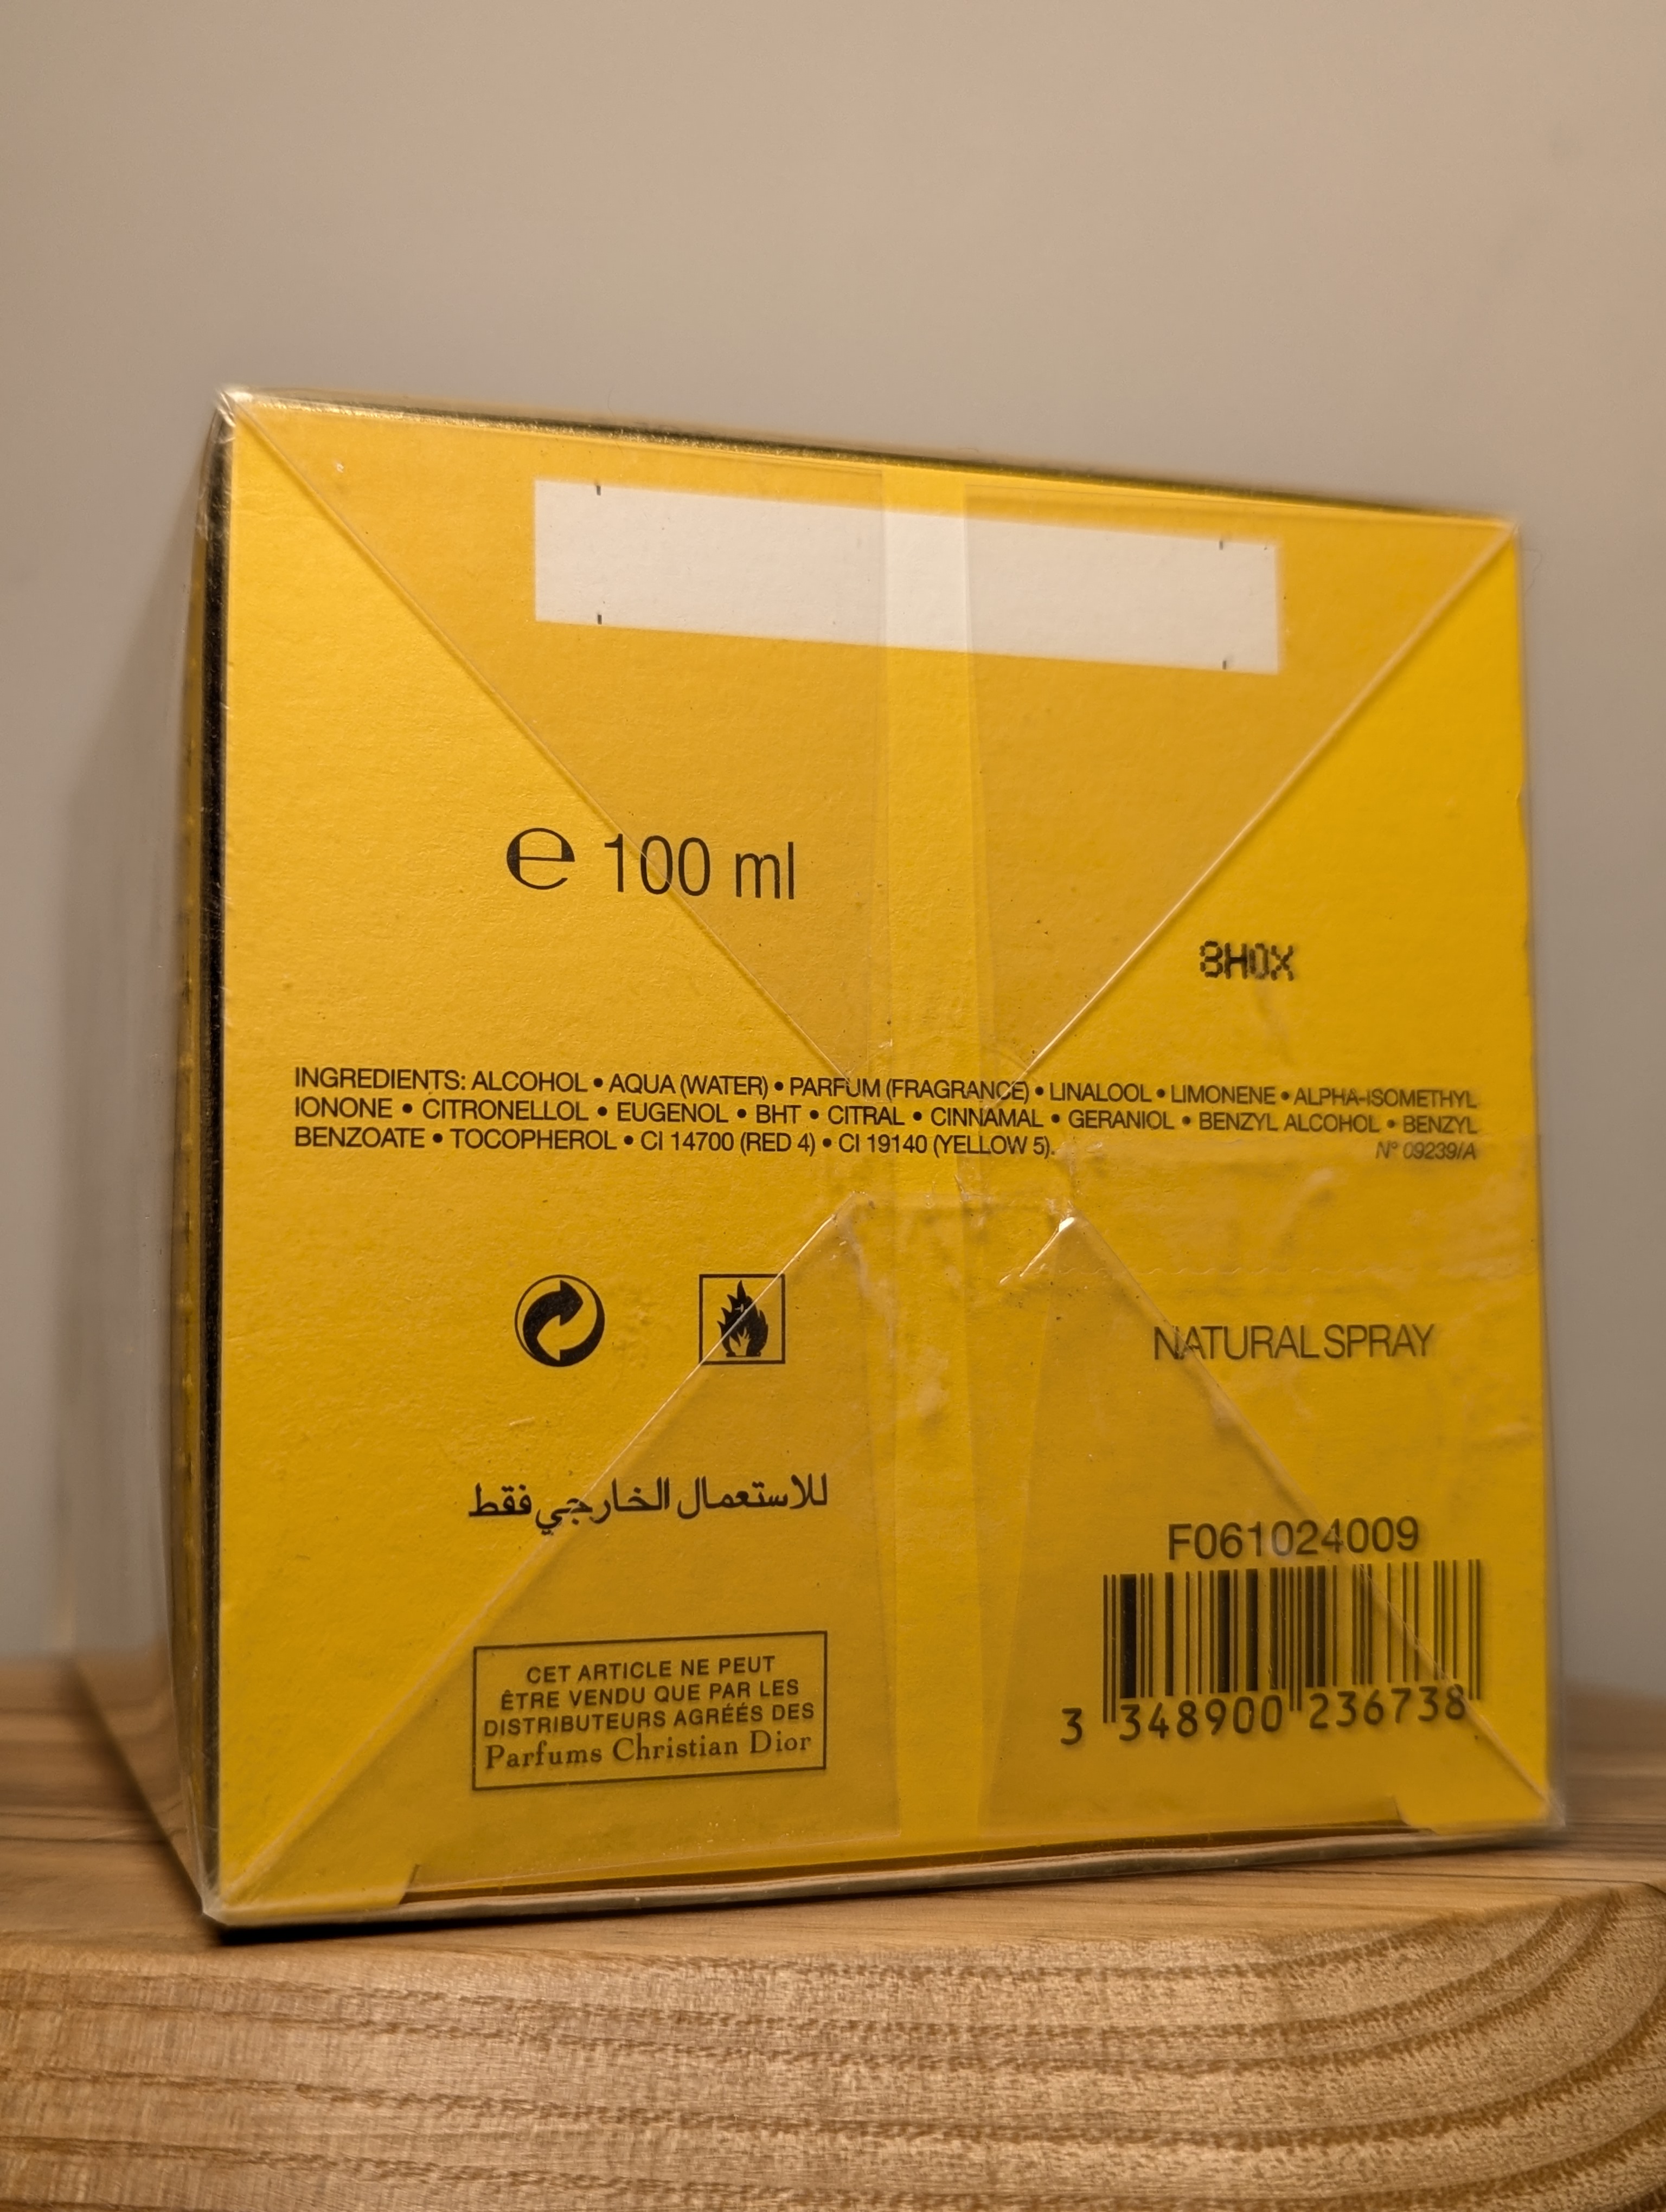 ℮ 100 ml
8H0X
INGREDIENTS: ALCOHOL • AQUA (WATER) • PARFUM (FRAGRANCE) • LINALOOL • LIMONENE • ALPHA-ISOMETHYL
IONONE • CITRONELLOL • EUGENOL • BHT • CITRAL • CINNAMAL • GERANIOL • BENZYL ALCOHOL • BENZYL
BENZOATE • TOCOPHEROL • CI 14700 (RED 4) • CI 19140 (YELLOW 5).
N° 09239/A
NATURAL SPRAY
للاستعمال الخارجي فقط
CET ARTICLE NE PEUT
ÊTRE VENDU QUE PAR LES
DISTRIBUTEURS AGRÉÉS DES
Parfums Christian Dior
F061024009
3 348900 236738